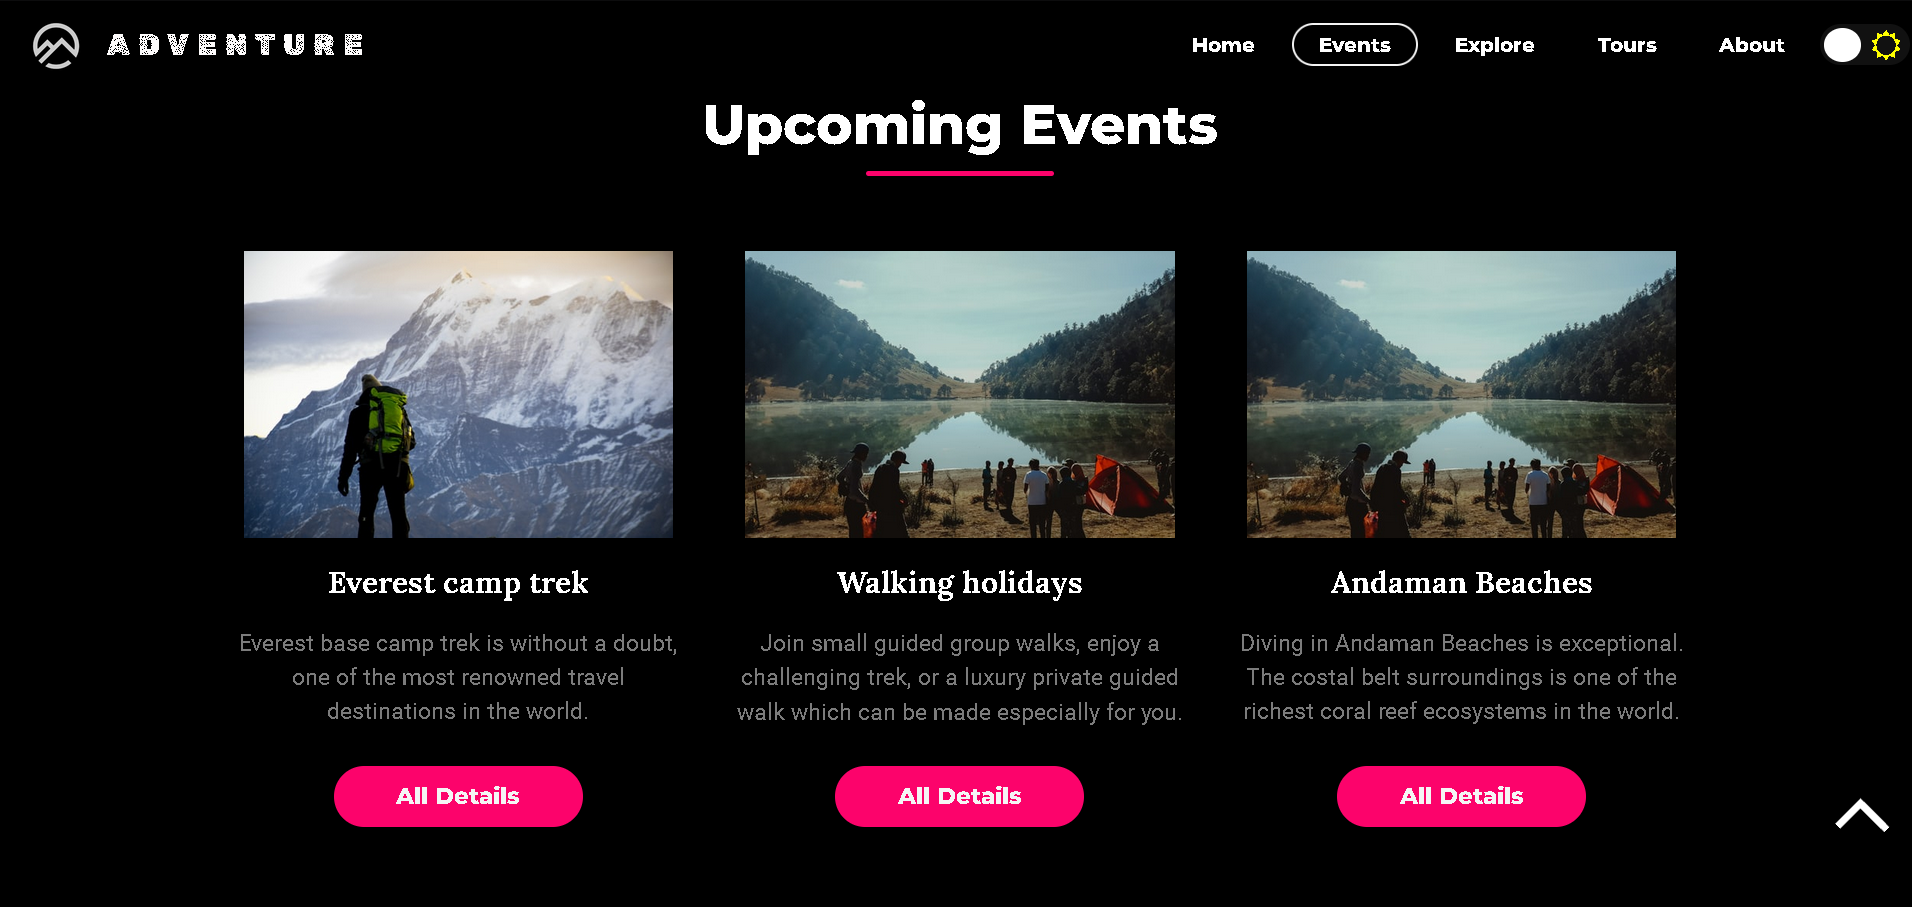 ADVENTURE
Home Events Explore Tours About
Upcoming Events
Everest camp trek
Everest base camp trek is without a doubt,
one of the most renowned travel
destinations in the world.
All Details
Walking holidays
Join small guided group walks, enjoy a
challenging trek, or a luxury private guided
walk which can be made especially for you.
All Details
Andaman Beaches
Diving in Andaman Beaches is exceptional.
The costal belt surroundings is one of the
richest coral reef ecosystems in the world.
All Details